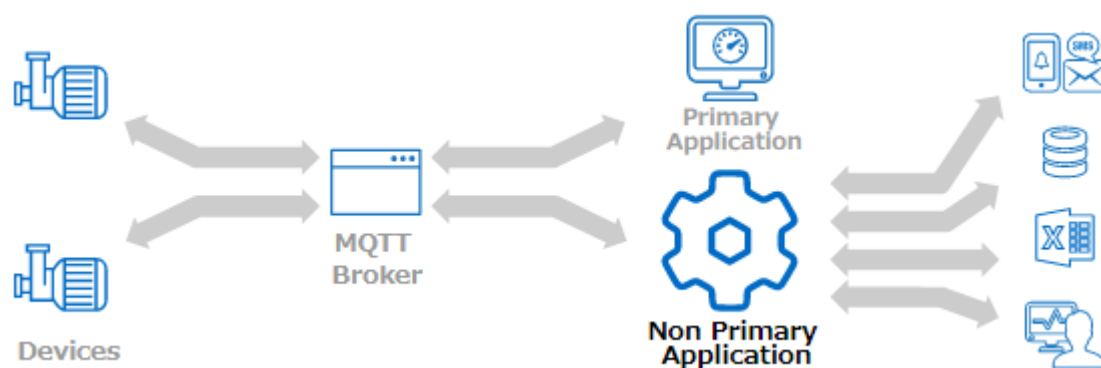 Devices
MQTT
Broker
Primary
Application
Non Primary
Application
SMS
X